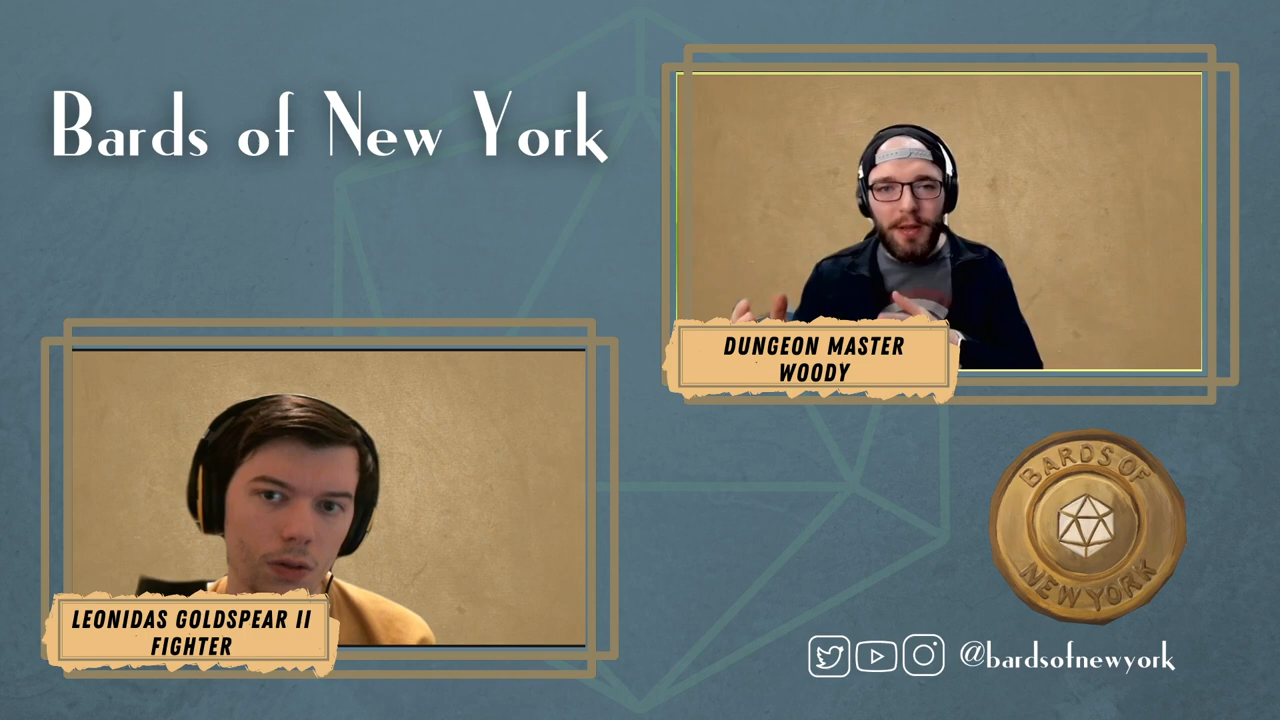 Bards of New York
DUNGEON MASTER
WOODY
LEONIDAS GOLDSPEAR II
FIGHTER
BARDS OF
NEW YORK
@bardsofnewyork